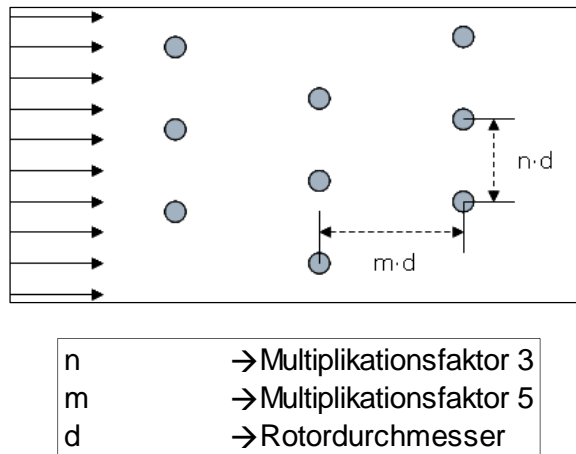 n·d
m·d
n → Multiplikationsfaktor 3
m → Multiplikationsfaktor 5
d → Rotordurchmesser